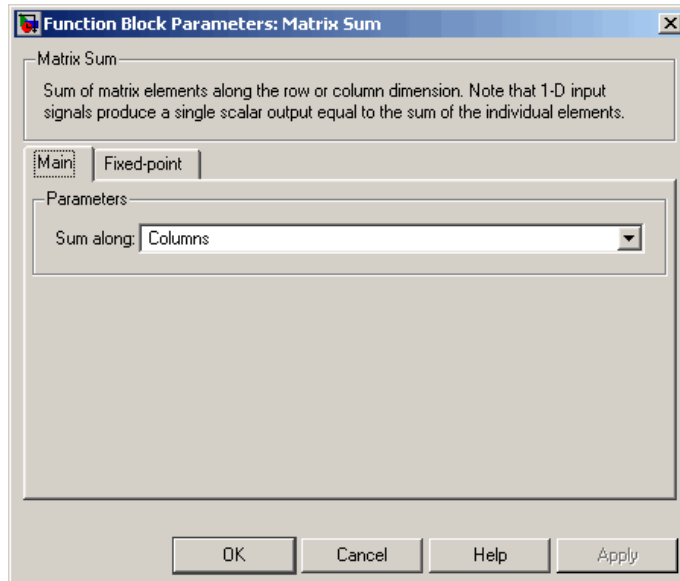 Function Block Parameters: Matrix Sum
Matrix Sum
Sum of matrix elements along the row or column dimension. Note that 1-D input
signals produce a single scalar output equal to the sum of the individual elements.
Main Fixed-point
Parameters
Sum along: Columns
OK Cancel Help Apply